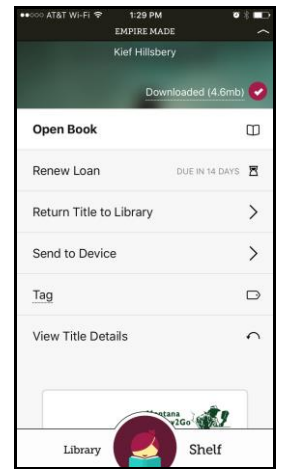 AT&T Wi-Fi 1:29 PM
EMPIRE MADE
Kief Hillsbery
Downloaded (4.6mb)
Open Book
Renew Loan DUE IN 14 DAYS
Return Title to Library
Send to Device
Tag
View Title Details
Library Shelf